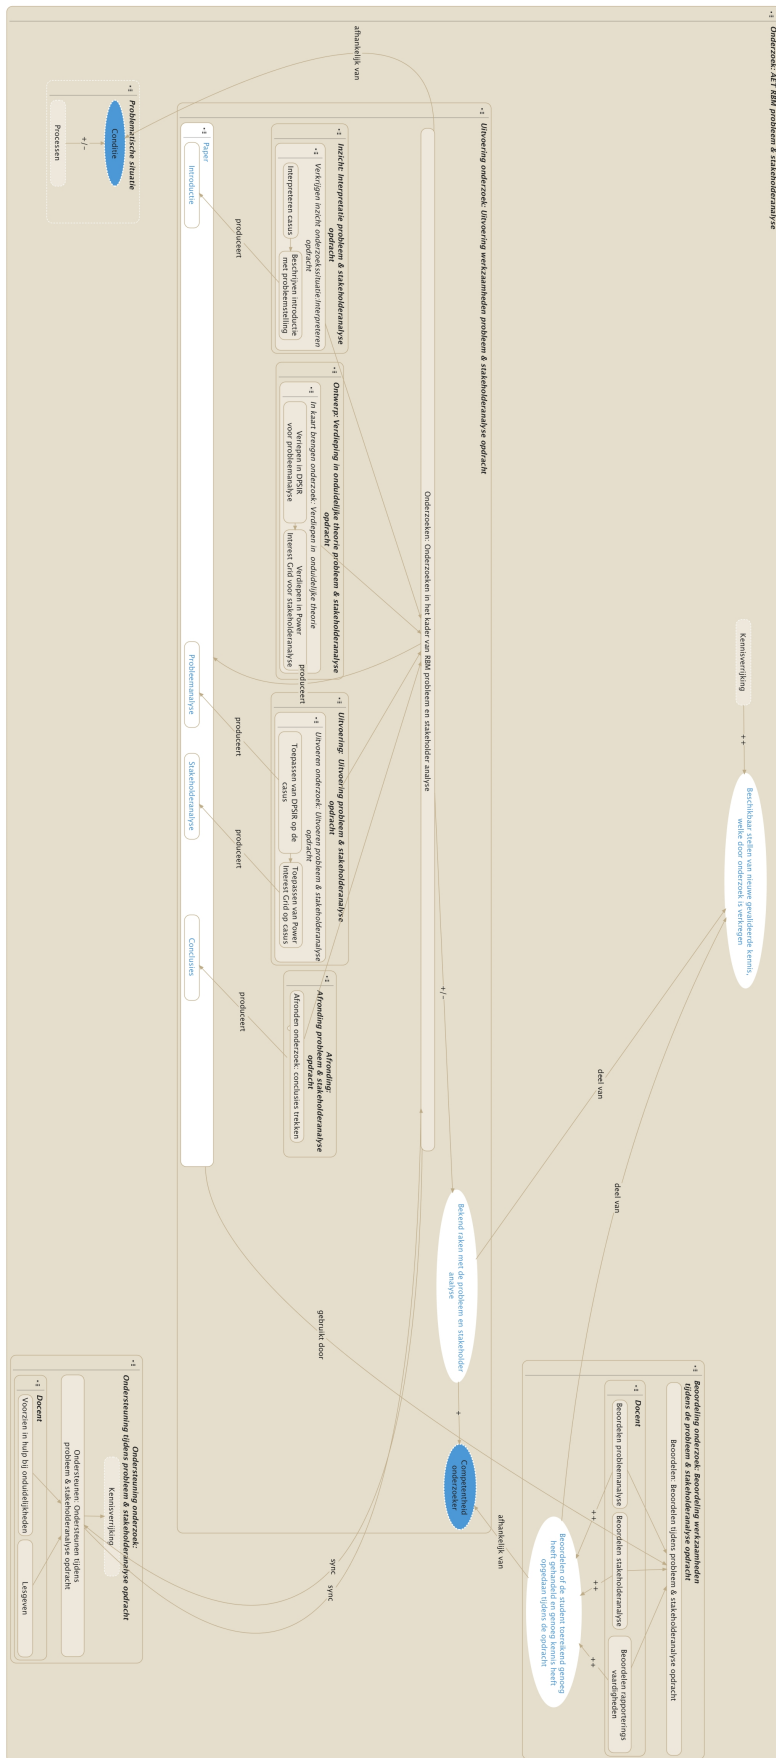 Onderzoek: AET RBM probleem & stakeholderanalyse
Kennisverrijking
++
Beschikbaar stellen van nieuwe gevalideerde kennis,
welke door onderzoek is verkregen
deel van
deel van
Beoordeling onderzoek: Beoordeling werkzaamheden
tijdens de probleem & stakeholderanalyse opdracht
Beoordelen: Beoordelen tijdens probleem & stakeholderanalyse opdracht
Docent
Beoordelen probleemanalyse
Beoordelen stakeholderanalyse
Beoordelen rapporterings
vaardigheden
++
++
++
Beoordelen of de student toereikend genoeg
heeft gehandeld en genoeg kennis heeft
opgedaan tijdens de opdracht
afhankelijk van
Uitvoering onderzoek: Uitvoering werkzaamheden probleem & stakeholderanalyse opdracht
Onderzoeken: Onderzoeken in het kader van RBM probleem en stakeholder analyse
+/-
Bekend raken met de probleem en stakeholder
analyse
+
Competentheid
onderzoeker
afhankelijk van
Inzicht: Interpretatie probleem & stakeholderanalyse
opdracht
Verkrijgen inzicht onderzoekssituatie:Interpreteren
opdracht
Interpreteren casus
Beschrijven introductie
met probleemstelling
Ontwerp: Verdieping in onduidelijke theorie probleem & stakeholderanalyse
opdracht
In kaart brengen onderzoek: Verdiepen in onduidelijke theorie
Veriepen in DPSIR
voor probleemanalyse
Verdiepen in Power
Interest Grid voor stakeholderanalyse
produceert
Uitvoering: Uitvoering probleem & stakeholderanalyse
opdracht
Uitvoeren onderzoek: Uitvoeren probleem & stakeholderanalyse
opdracht
Toepassen van DPSIR op de
casus
Toepassen van Power
Interest Grid op casus
Afronding:
Afronding probleem & stakeholderanalyse
opdracht
Afronden onderzoek: conclusies trekken
produceert
produceert
produceert
produceert
Paper
Introductie
Probleemanalyse
Stakeholderanalyse
Conclusies
gebruikt door
sync
sync
Problematische situatie
Conditie
+/-
Processen
Ondersteuning onderzoek:
Ondersteuning tijdens probleem & stakeholderanalyse opdracht
Kennisverrijking
Ondersteunen: Ondersteunen tijdens
probleem & stakeholderanalyse opdracht
Docent
Voorzien in hulp bij onduidelijkheden
Lesgeven